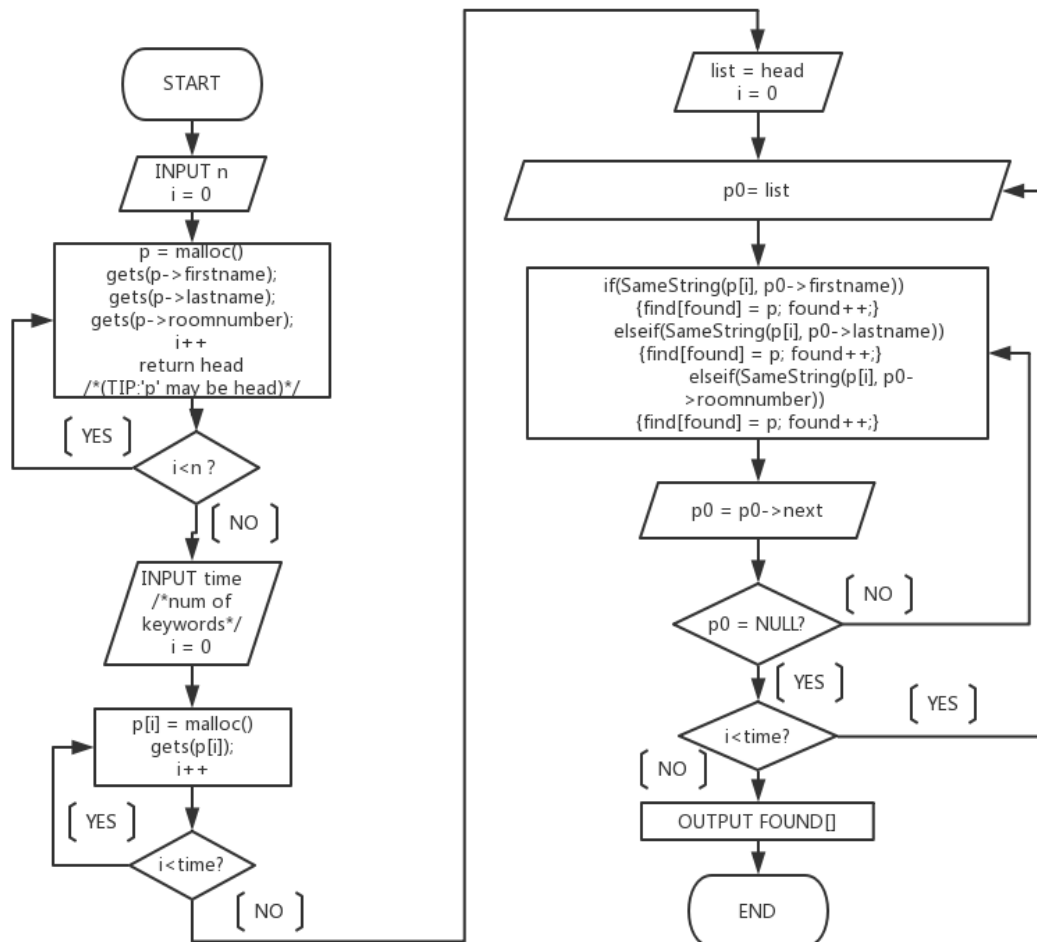 START
INPUT n
i = 0
p = malloc()
gets(p->firstname);
gets(p->lastname);
gets(p->roomnumber);
i++
return head
/*(TIP:'p' may be head)*/
YES
i<n ?
NO
INPUT time
/*num of
keywords*/
i = 0
p[i] = malloc()
gets(p[i]);
i++
YES
i<time?
NO
list = head
i = 0
p0= list
if(SameString(p[i], p0->firstname))
{find[found] = p; found++;}
elseif(SameString(p[i], p0->lastname))
{find[found] = p; found++;}
elseif(SameString(p[i], p0-
>roomnumber))
{find[found] = p; found++;}
p0 = p0->next
NO
p0 = NULL?
YES
YES
i<time?
NO
OUTPUT FOUND[]
END